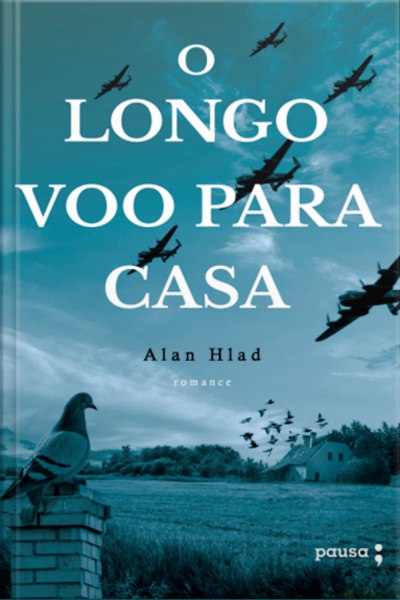 O
LONGO
VOO PARA
CASA
Alan Hlad
romance
pausa;